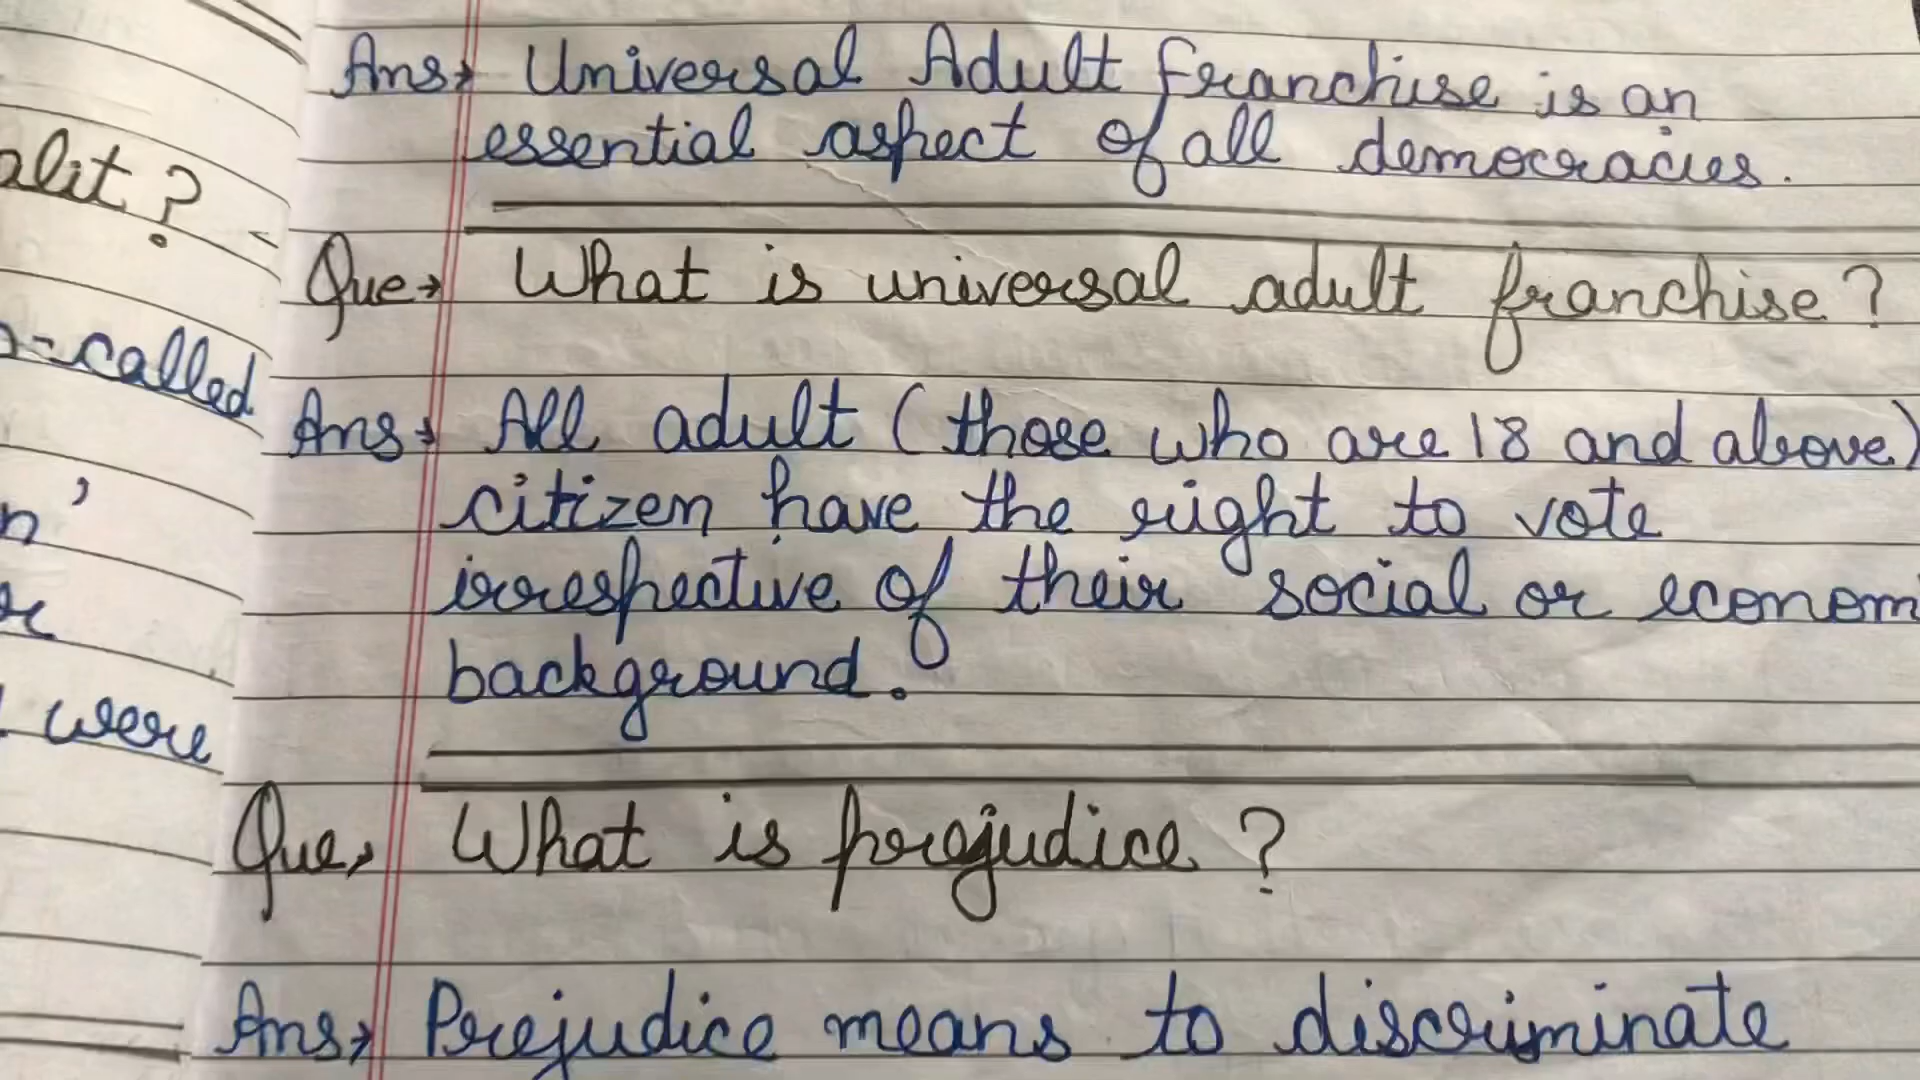 alit?
-called
n'
were
Ans→ Universal Adult franchise is an
essential aspect of all democracies.
Que→ What is universal adult franchise?
Ans→ All adult (those who are 18 and above)
citizen have the right to vote
irrespective of their social or economi
background.
Que→ What is prejudice?
Ans→ Prejudice means to discriminate